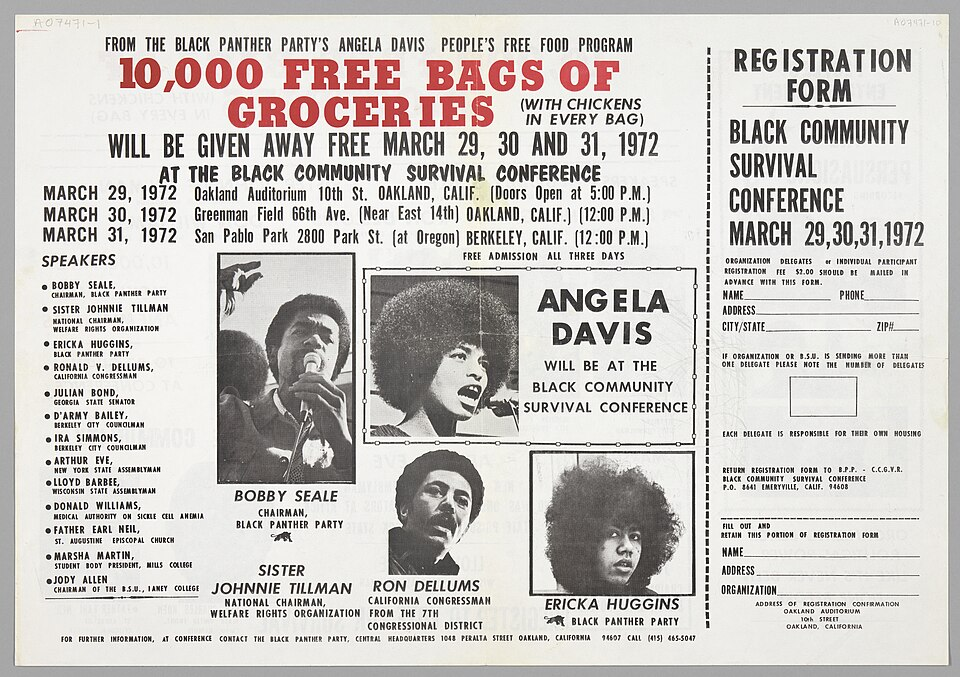 A07471-1
FROM THE BLACK PANTHER PARTY'S ANGELA DAVIS PEOPLE'S FREE FOOD PROGRAM
10,000 FREE BAGS OF
GROCERIES
(WITH CHICKENS
IN EVERY BAG)
WILL BE GIVEN AWAY FREE MARCH 29, 30 AND 31, 1972
AT THE BLACK COMMUNITY SURVIVAL CONFERENCE
MARCH 29, 1972 Oakland Auditorium 10th St. OAKLAND, CALIF. (Doors Open at 5:00 P.M.)
MARCH 30, 1972 Greenman Field 66th Ave. (Near East 14th) OAKLAND, CALIF.) (12:00 P.M.)
MARCH 31, 1972 San Pablo Park 2800 Park St. (at Oregon) BERKELEY, CALIF. (12:00 P.M.)
FREE ADMISSION ALL THREE DAYS
SPEAKERS
• BOBBY SEALE,
CHAIRMAN, BLACK PANTHER PARTY
• SISTER JOHNNIE TILLMAN
NATIONAL CHAIRMAN,
WELFARE RIGHTS ORGANIZATION
• ERICKA HUGGINS,
BLACK PANTHER PARTY
• RONALD V. DELLUMS,
CALIFORNIA CONGRESSMAN
• JULIAN BOND,
GEORGIA STATE SENATOR
• D'ARMY BAILEY,
BERKELEY CITY COUNCILMAN
• IRA SIMMONS,
BERKELEY CITY COUNCILMAN
• ARTHUR EVE,
NEW YORK STATE ASSEMBLYMAN
• LLOYD BARBEE,
WISCONSIN STATE ASSEMBLYMAN
• DONALD WILLIAMS,
MEDICAL AUTHORITY ON SICKLE CELL ANEMIA
• FATHER EARL NEIL,
ST. AUGUSTINE EPISCOPAL CHURCH
• MARSHA MARTIN,
STUDENT BODY PRESIDENT, MILLS COLLEGE
• JODY ALLEN
CHAIRMAN OF THE B.S.U., LANEY COLLEGE
BOBBY SEALE
CHAIRMAN,
BLACK PANTHER PARTY
SISTER
JOHNNIE TILLMAN
NATIONAL CHAIRMAN,
WELFARE RIGHTS ORGANIZATION
ANGELA
DAVIS
WILL BE AT THE
BLACK COMMUNITY
SURVIVAL CONFERENCE
RON DELLUMS
CALIFORNIA CONGRESSMAN
FROM THE 7TH
CONGRESSIONAL DISTRICT
ERICKA HUGGINS
BLACK PANTHER PARTY
FOR FURTHER INFORMATION, AT CONFERENCE CONTACT THE BLACK PANTHER PARTY, CENTRAL HEADQUARTERS 1048 PERALTA STREET OAKLAND, CALIFORNIA 94607 CALL (415) 465-5047
REGISTRATION
FORM
BLACK COMMUNITY
SURVIVAL
CONFERENCE
MARCH 29,30,31,1972
ORGANIZATION DELEGATES or INDIVIDUAL PARTICIPANT
REGISTRATION FEE $2.00 SHOULD BE MAILED IN
ADVANCE WITH THIS FORM.
NAME PHONE
ADDRESS
CITY/STATE ZIP#
IF ORGANIZATION OR B.S.U. IS SENDING MORE THAN
ONE DELEGATE PLEASE NOTE THE NUMBER OF DELEGATES
EACH DELEGATE IS RESPONSIBLE FOR THEIR OWN HOUSING
RETURN REGISTRATION FORM TO B.P.P. - C.C.G.V.R.
BLACK COMMUNITY SURVIVAL CONFERENCE
P.O. 8641 EMERYVILLE, CALIF. 94608
FILL OUT AND
RETAIN THIS PORTION OF REGISTRATION FORM
NAME
ADDRESS
ORGANIZATION
ADDRESS OF REGISTRATION CONFIRMATION
OAKLAND AUDITORIUM
10th STREET
OAKLAND, CALIFORNIA